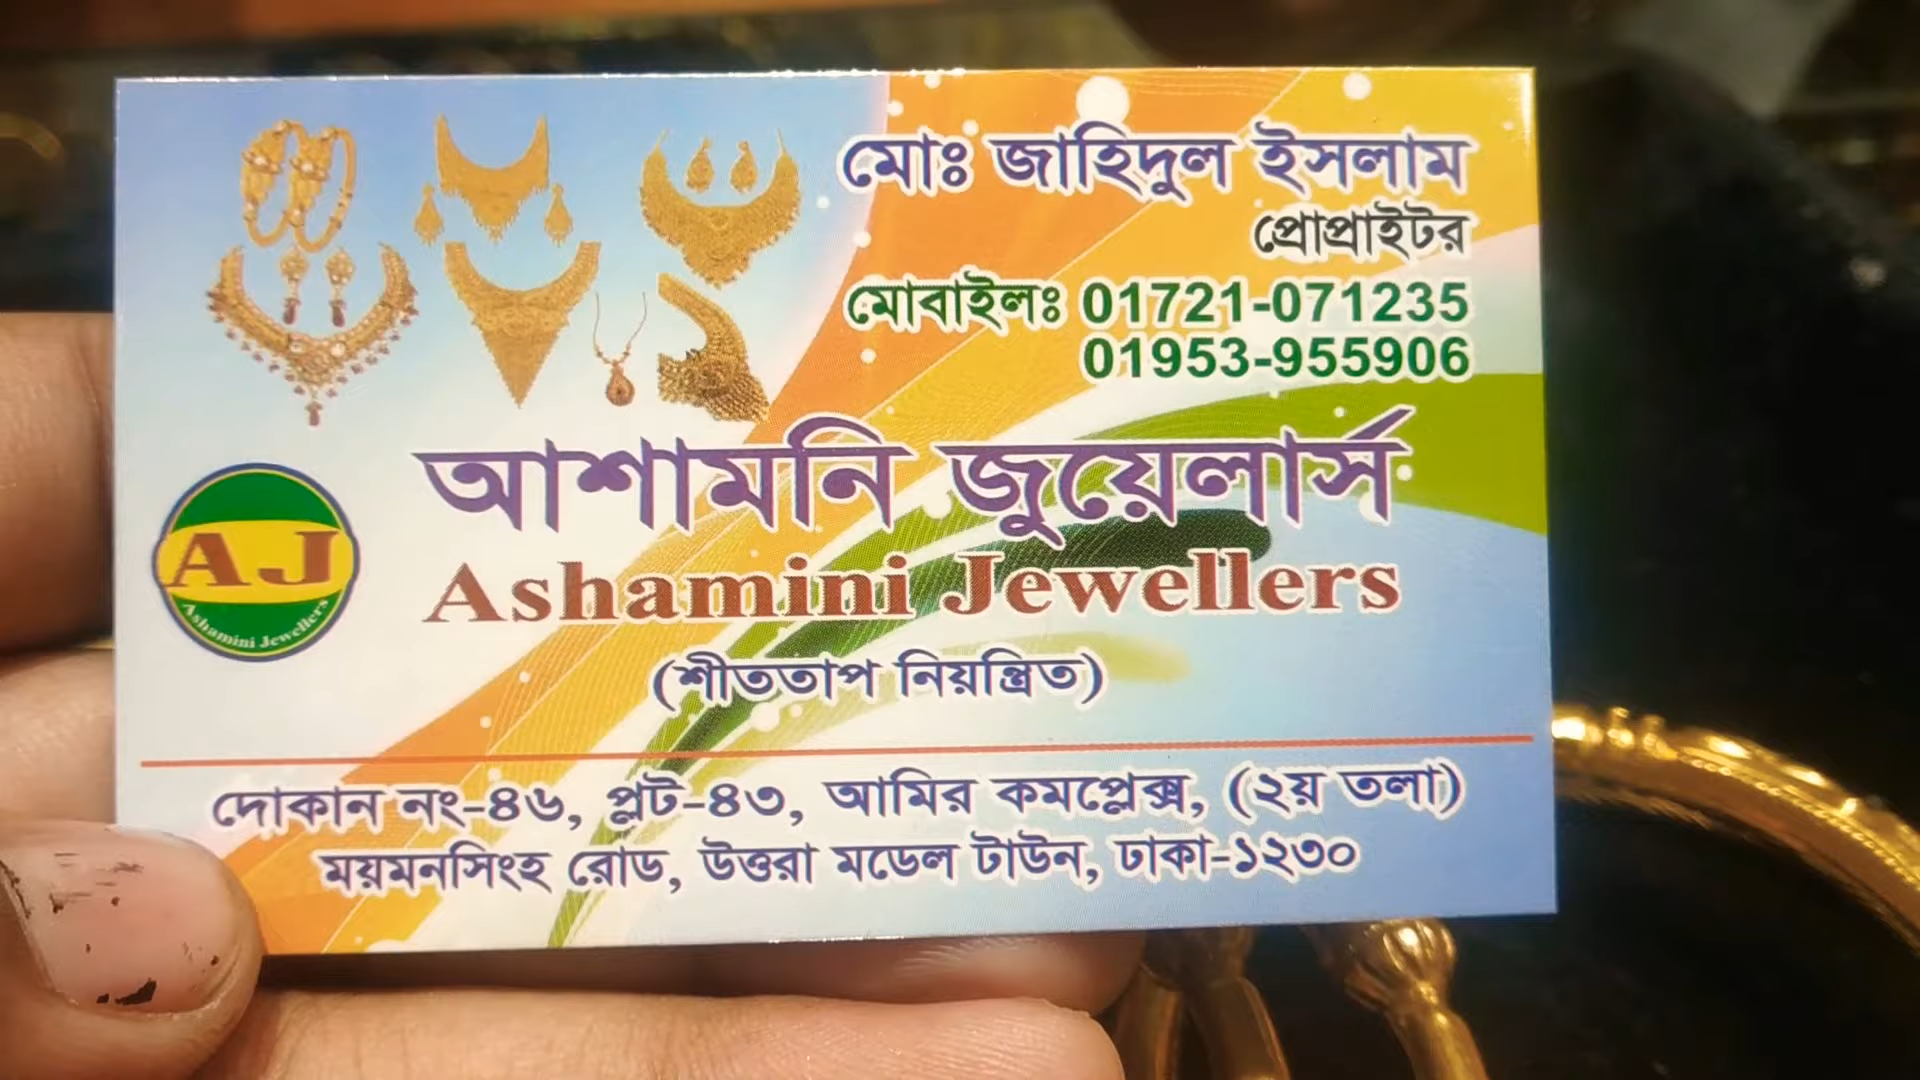 মোঃ জাহিদুল ইসলাম
প্রোপ্রাইটর
মোবাইলঃ 01721-071235
01953-955906
আশামনি জুয়েলার্স
AJ
Ashamini Jewellers
Ashamini Jewellers
(শীততাপ নিয়ন্ত্রিত)
দোকান নং-৪৬, প্লট-৪৩, আমির কমপ্লেক্স, (২য় তলা)
ময়মনসিংহ রোড, উত্তরা মডেল টাউন, ঢাকা-১২৩০